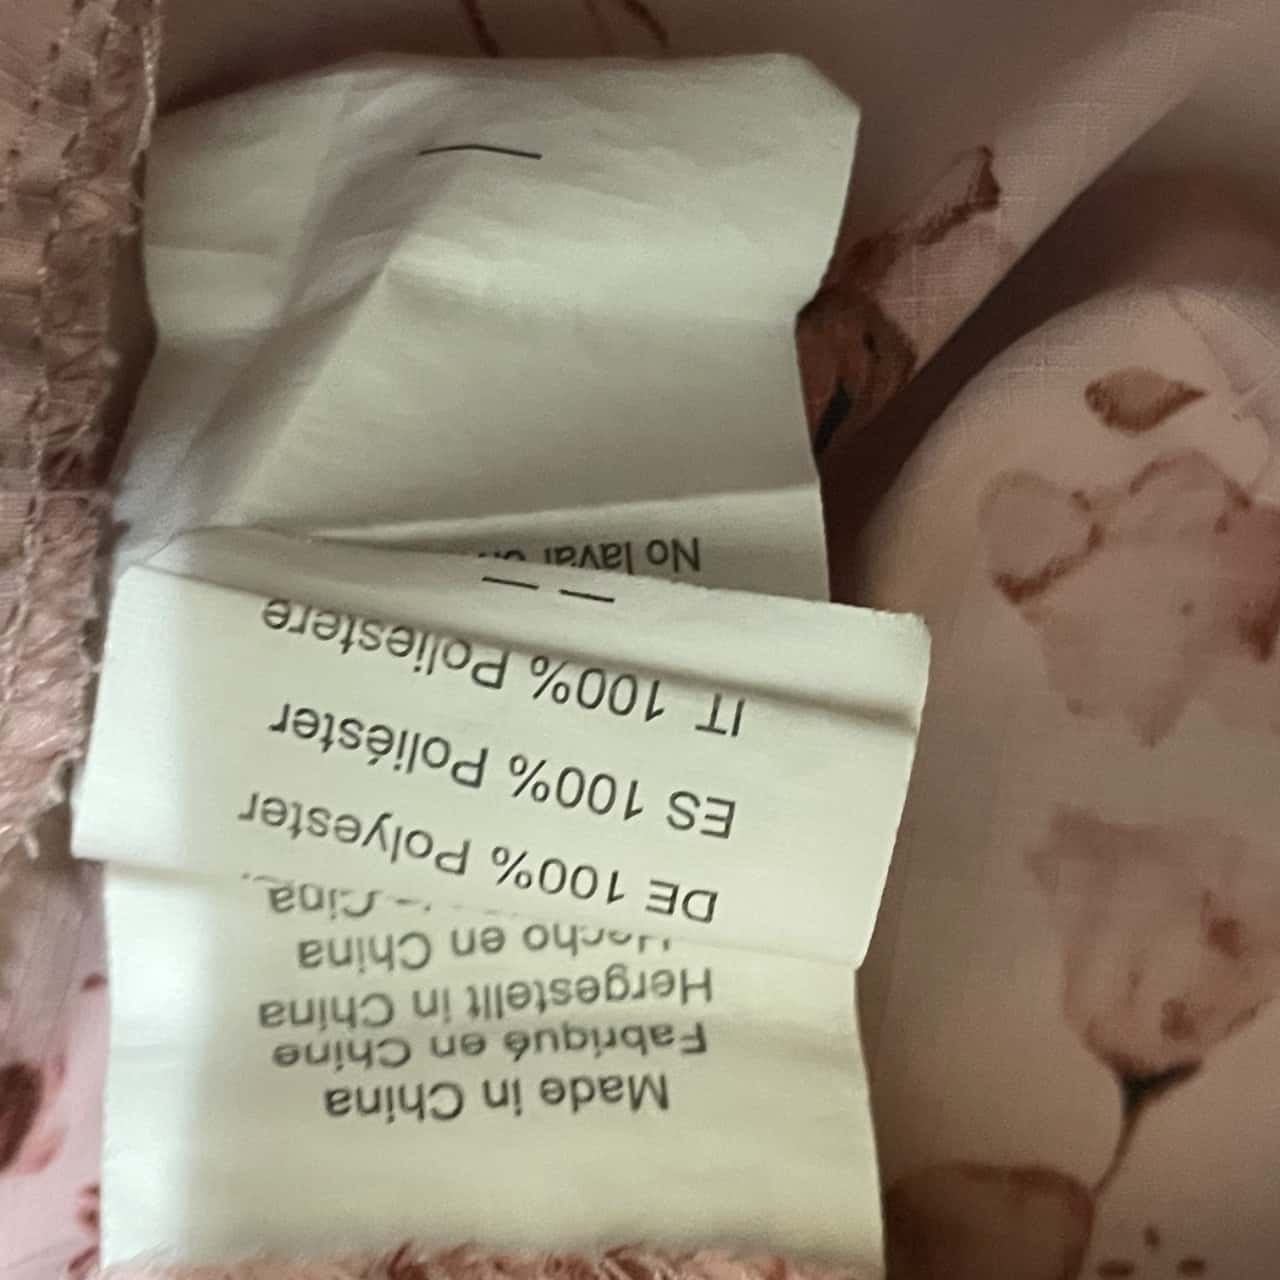 Made in China
Fabriqué en Chine
Hergestellt in China
Hecho en China
Cina
DE 100% Polyester
ES 100% Poliéster
IT 100% Poliestere
No lavar